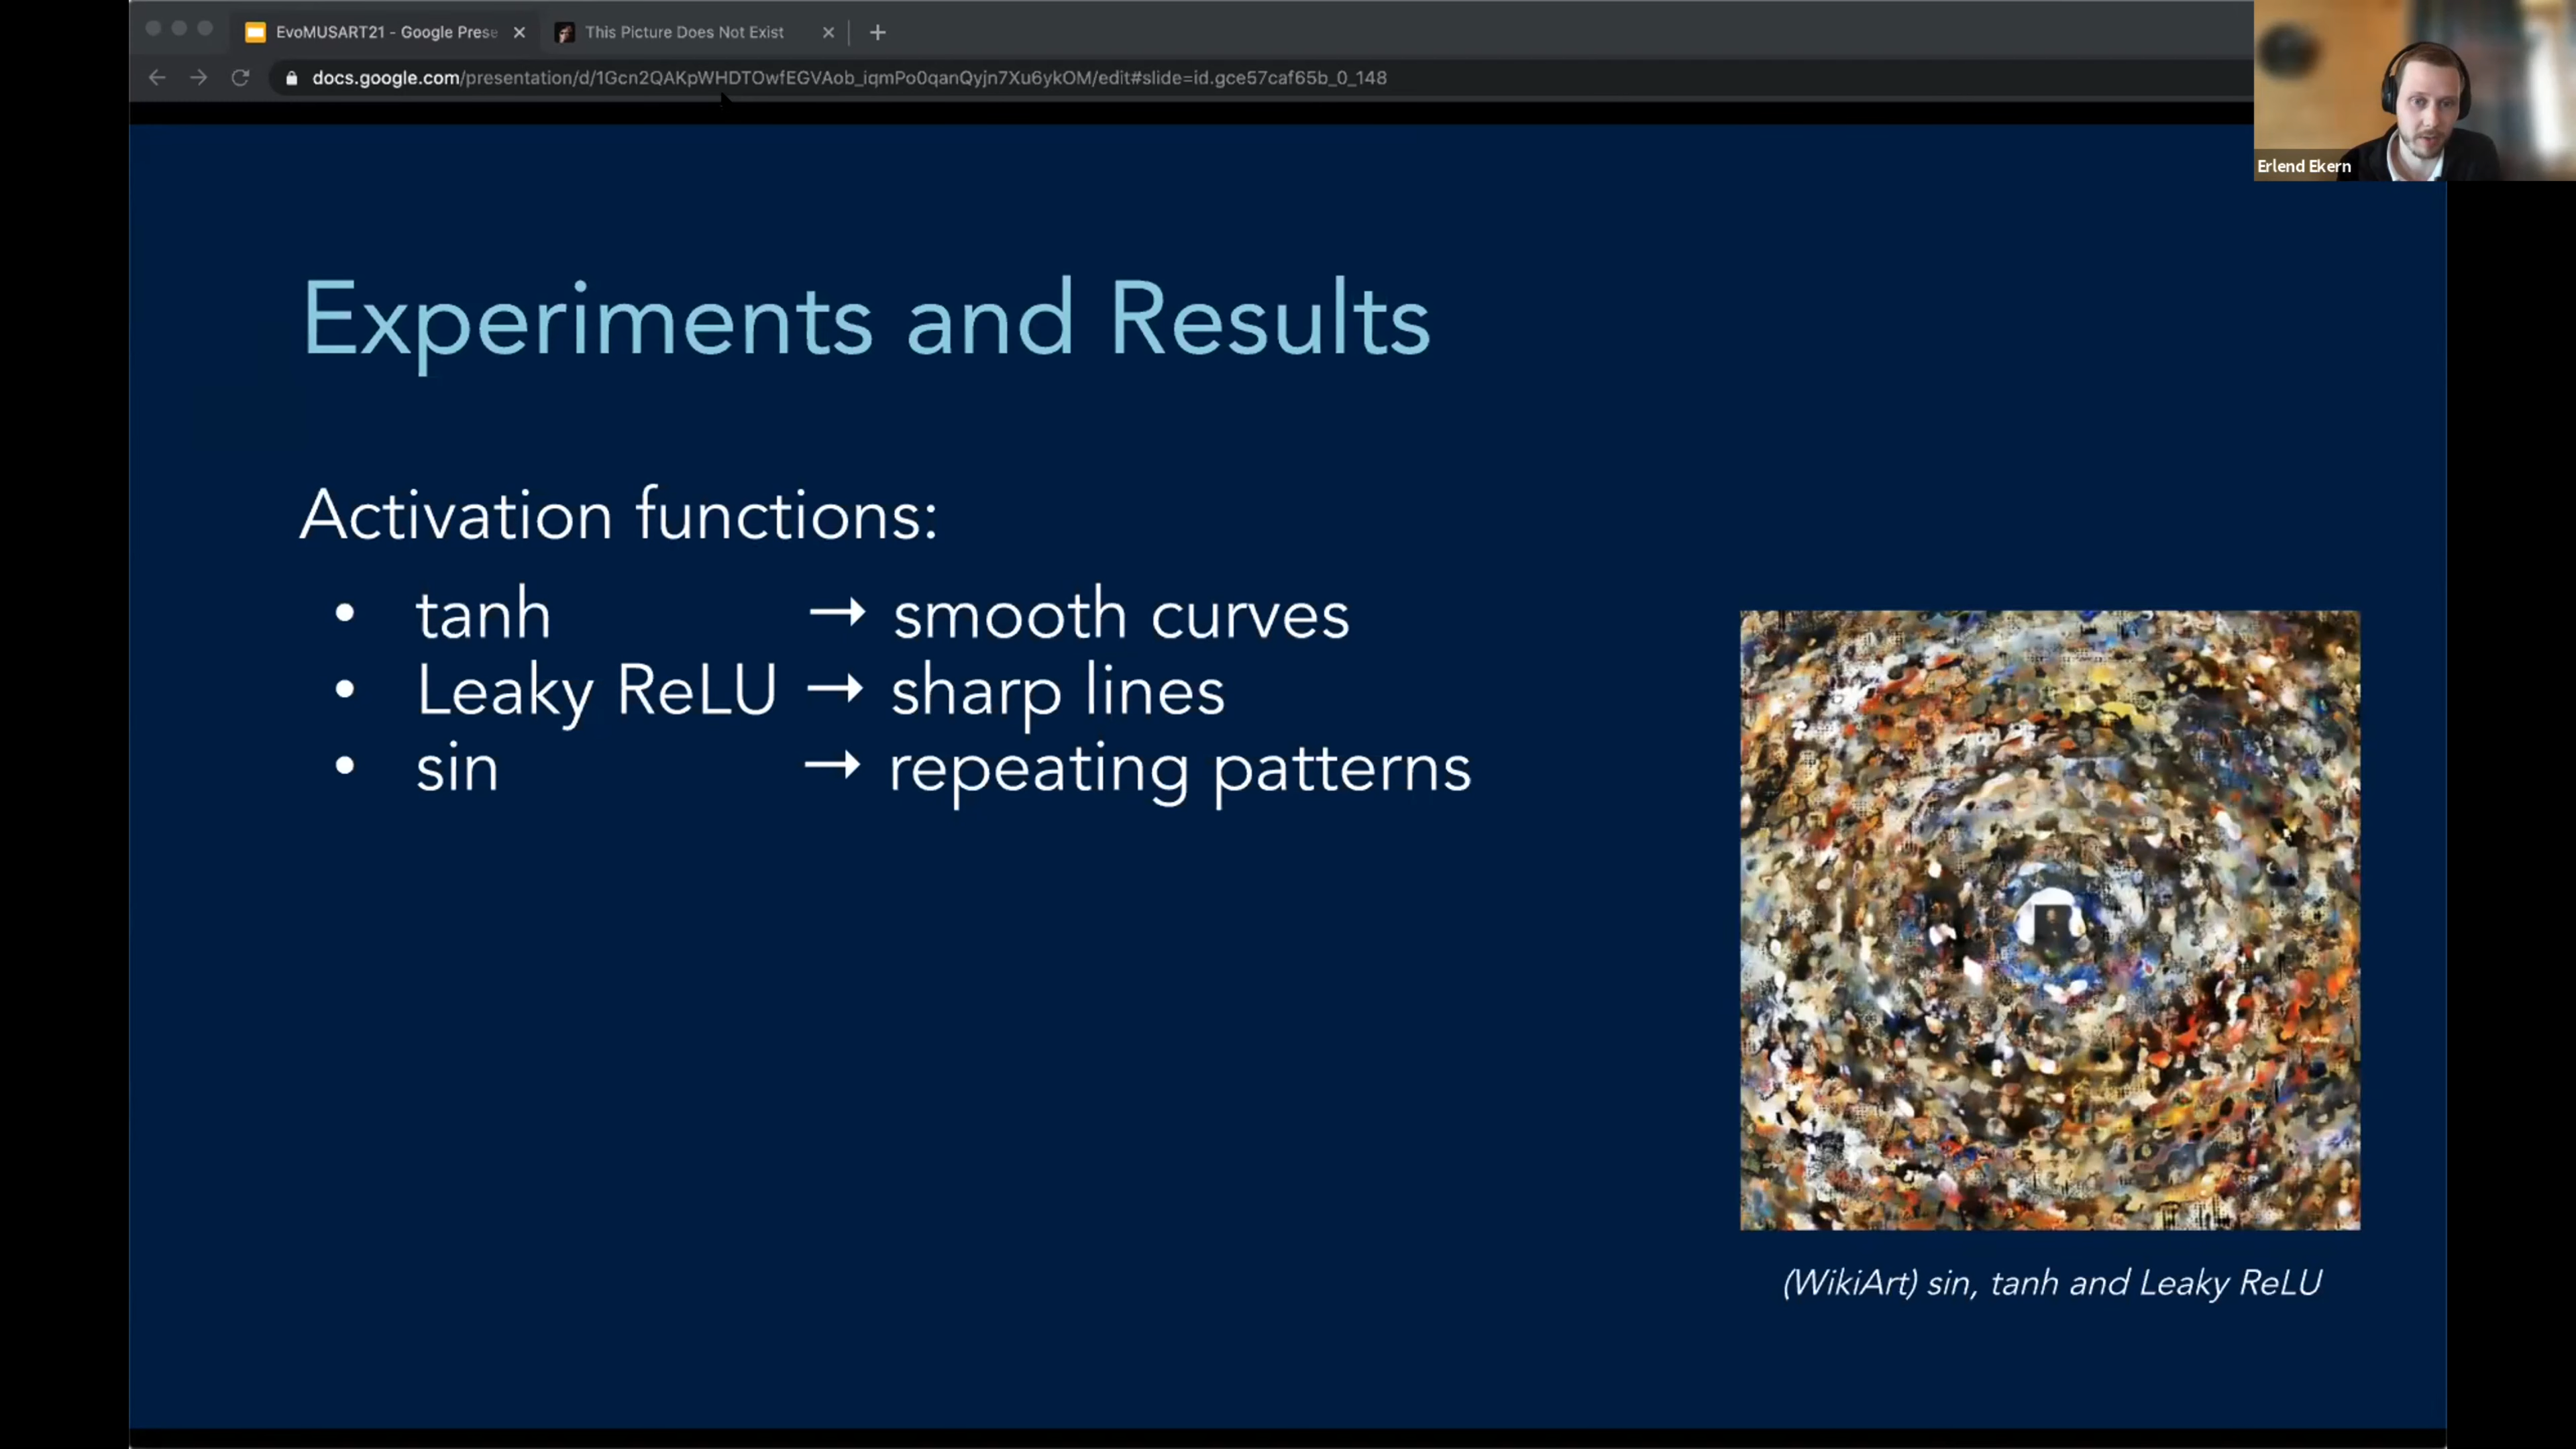 EvoMUSART21 - Google Prese
This Picture Does Not Exist
docs.google.com/presentation/d/1Gcn2QAKpWHDTOwfEGVAob_iqmPo0qanQyjn7Xu6ykOM/edit#slide=id.gce57caf65b_0_148
Erlend Ekern
Experiments and Results
Activation functions:
• tanh → smooth curves
• Leaky ReLU → sharp lines
• sin → repeating patterns
(WikiArt) sin, tanh and Leaky ReLU